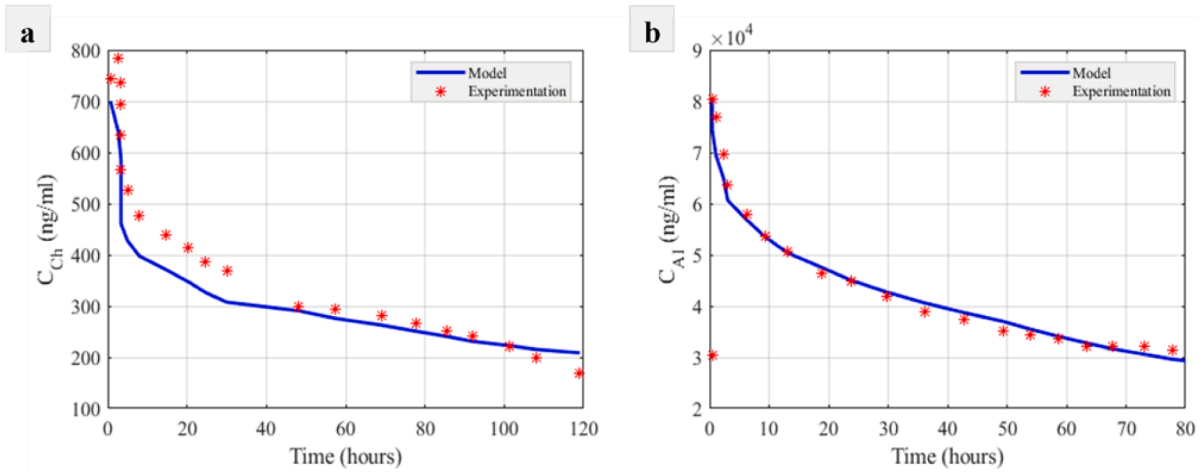 a
C_Ch (ng/ml)
800
700
600
500
400
300
200
100
Model
Experimentation
0 20 40 60 80 100 120
Time (hours)
b
×10^4
C_A1 (ng/ml)
9
8
7
6
5
4
3
2
Model
Experimentation
0 10 20 30 40 50 60 70 80
Time (hours)